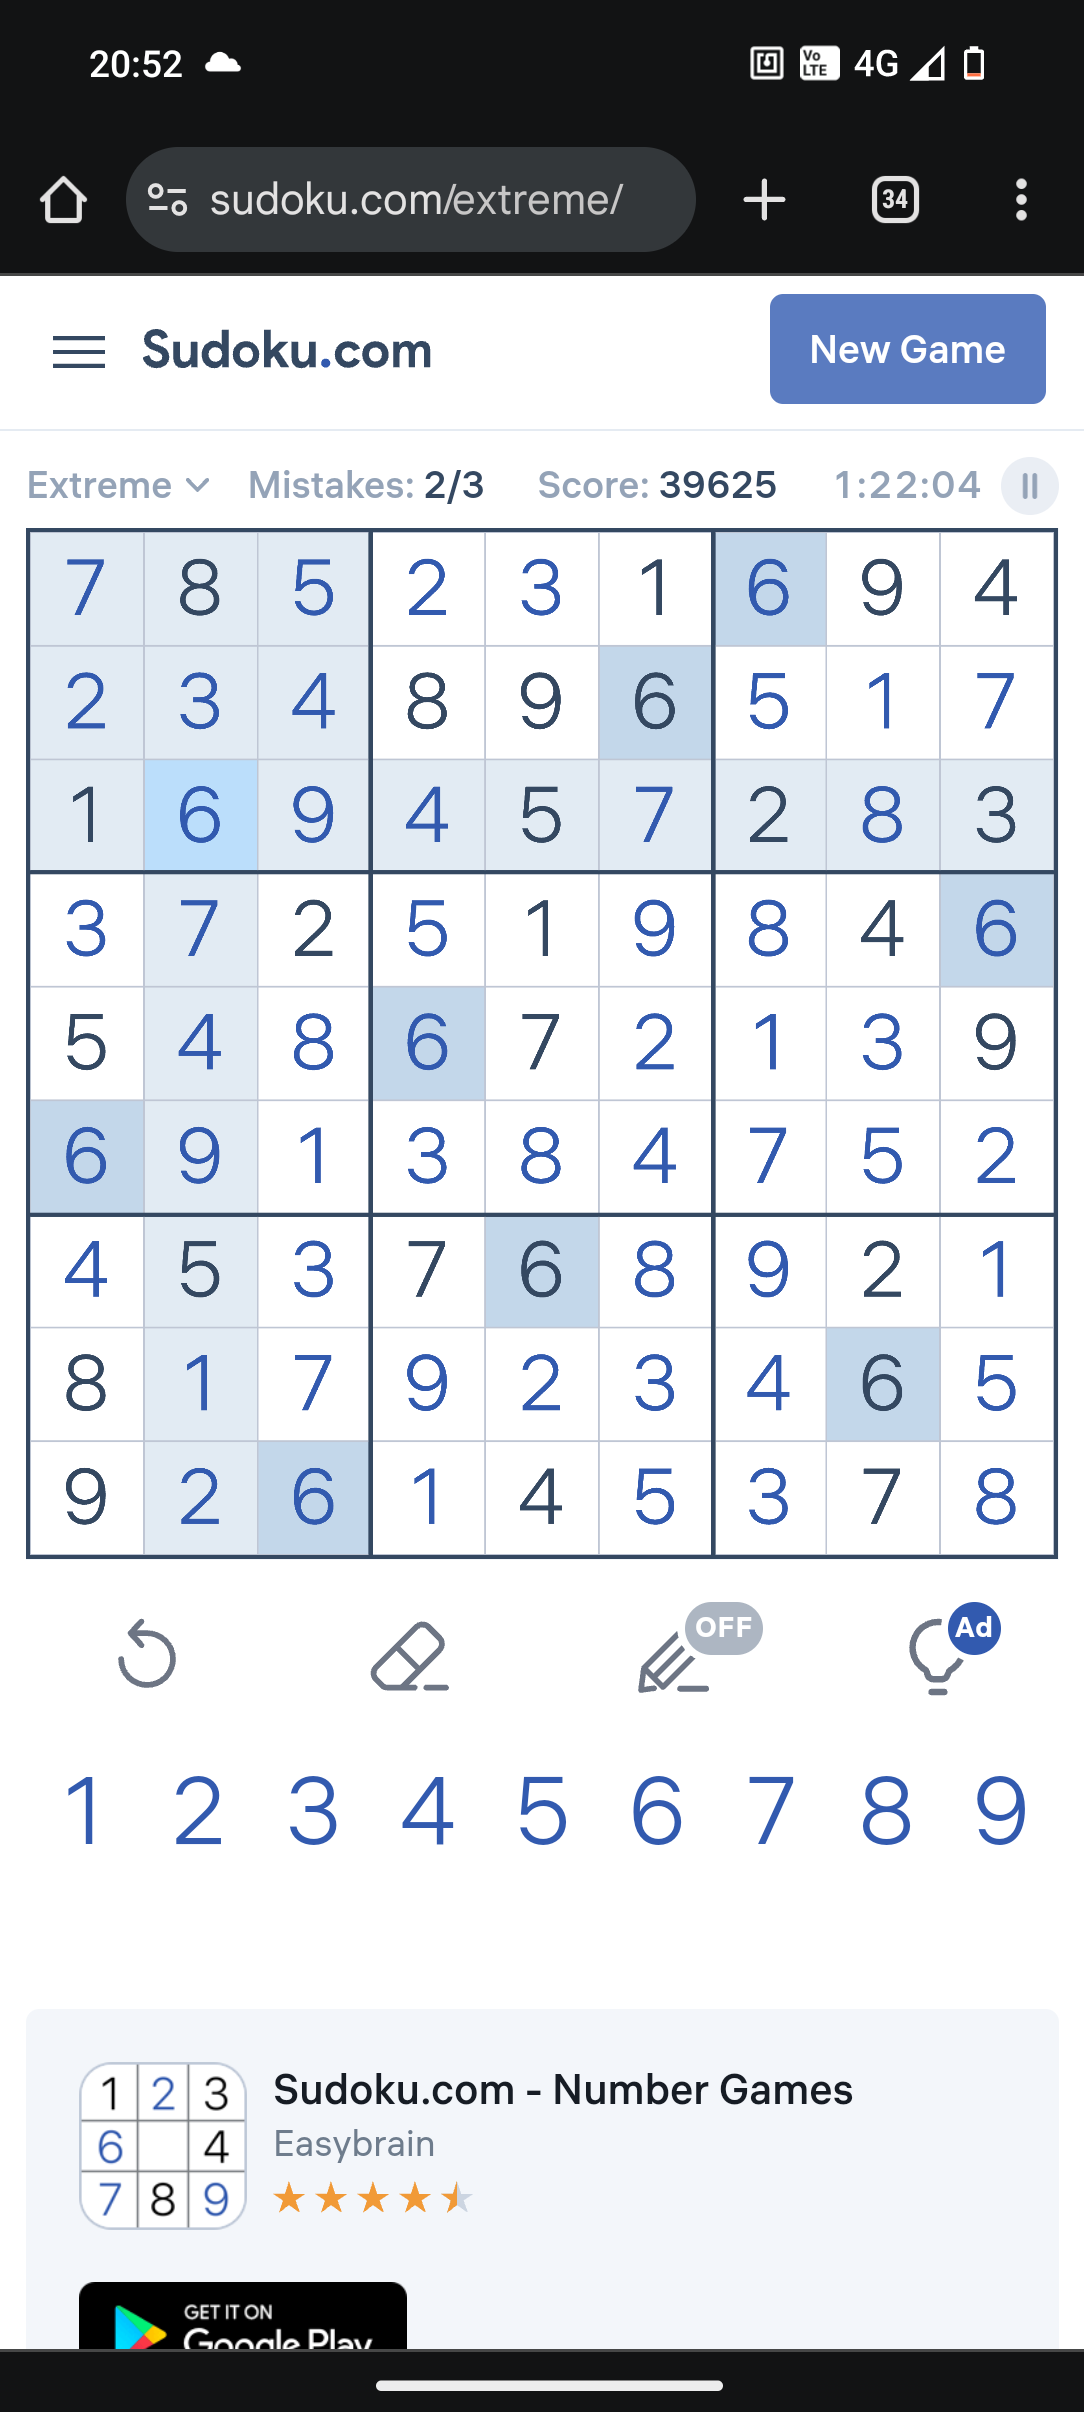 20:52 Vo LTE 4G
sudoku.com/extreme/ 34
Sudoku.com New Game
Extreme Mistakes: 2/3 Score: 39625 1:22:04
7 8 5 2 3 1 6 9 4
2 3 4 8 9 6 5 1 7
1 6 9 4 5 7 2 8 3
3 7 2 5 1 9 8 4 6
5 4 8 6 7 2 1 3 9
6 9 1 3 8 4 7 5 2
4 5 3 7 6 8 9 2 1
8 1 7 9 2 3 4 6 5
9 2 6 1 4 5 3 7 8
OFF Ad
1 2 3 4 5 6 7 8 9
1 2 3
6 4
7 8 9
Sudoku.com - Number Games
Easybrain
GET IT ON
Google Play